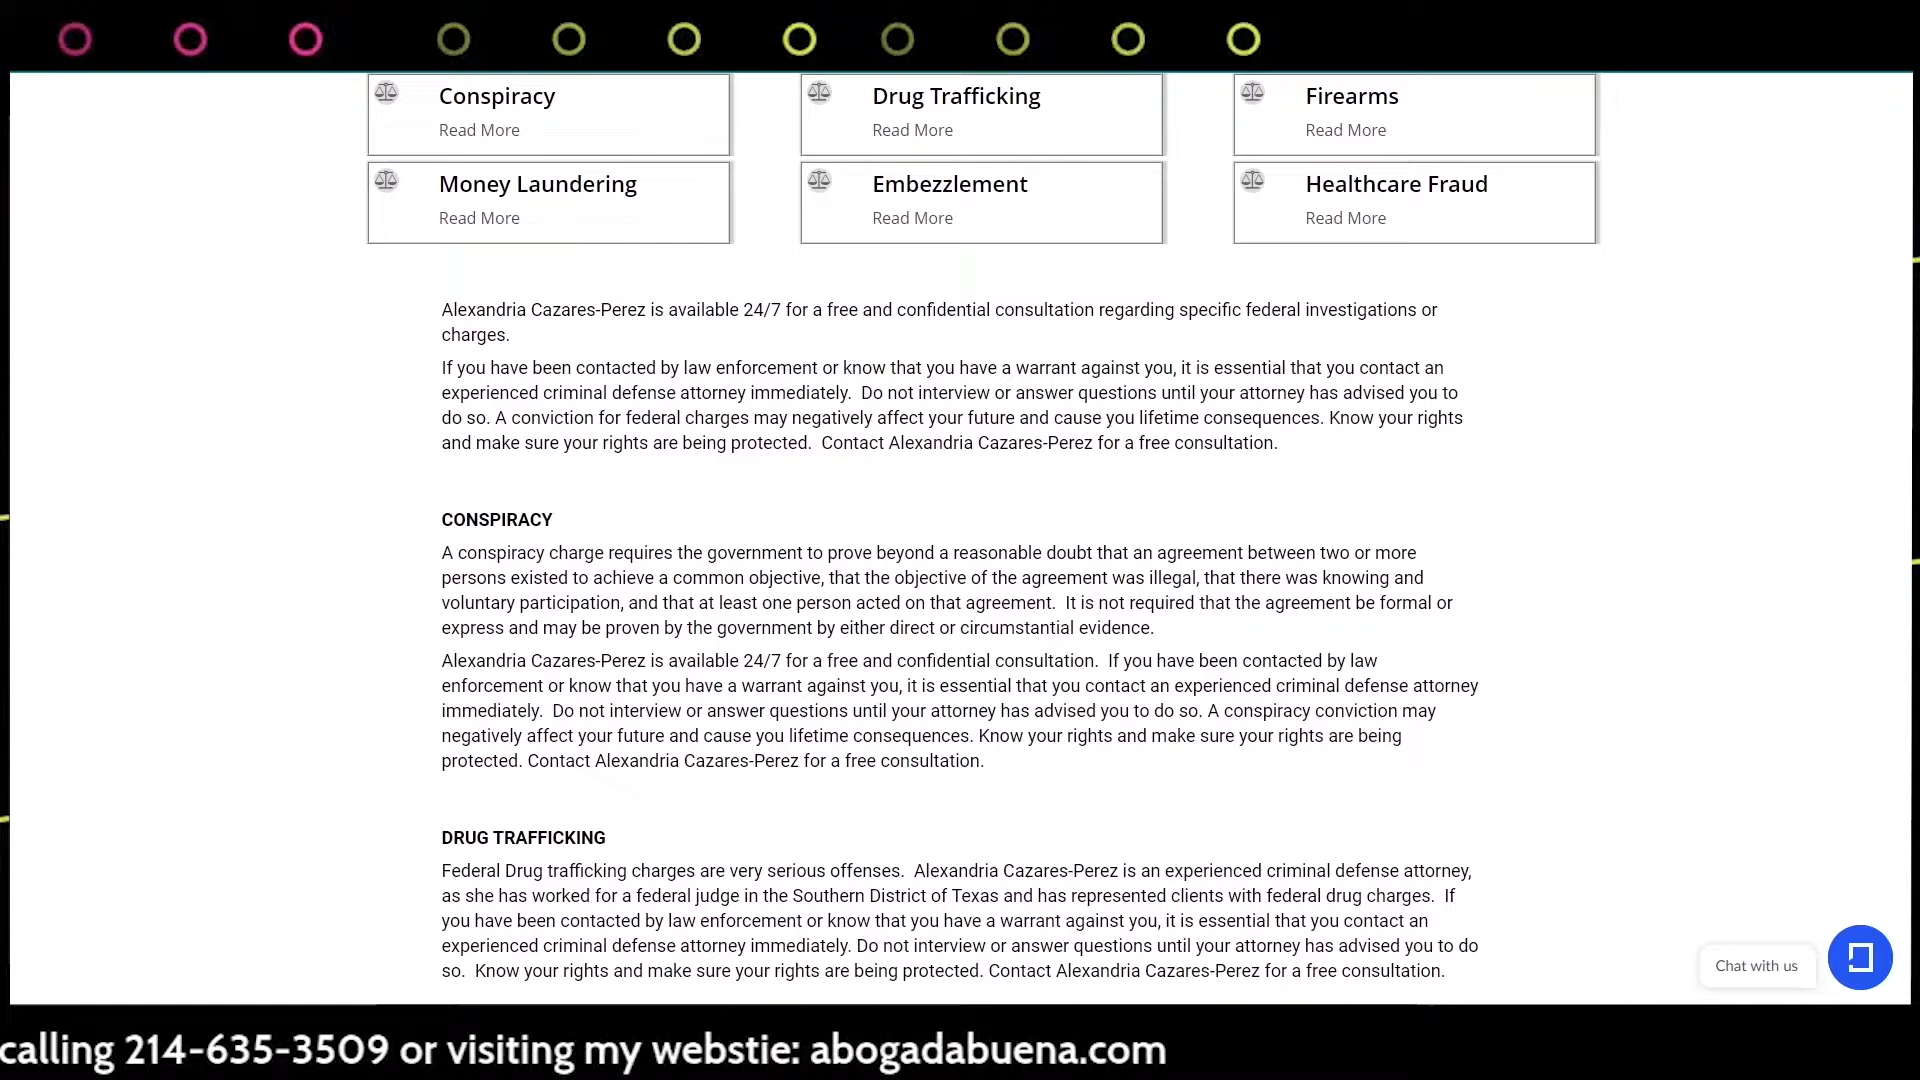 Conspiracy
Read More
Drug Trafficking
Read More
Firearms
Read More
Money Laundering
Read More
Embezzlement
Read More
Healthcare Fraud
Read More
Alexandria Cazares-Perez is available 24/7 for a free and confidential consultation regarding specific federal investigations or
charges.
If you have been contacted by law enforcement or know that you have a warrant against you, it is essential that you contact an
experienced criminal defense attorney immediately.  Do not interview or answer questions until your attorney has advised you to
do so. A conviction for federal charges may negatively affect your future and cause you lifetime consequences. Know your rights
and make sure your rights are being protected.  Contact Alexandria Cazares-Perez for a free consultation.
CONSPIRACY
A conspiracy charge requires the government to prove beyond a reasonable doubt that an agreement between two or more
persons existed to achieve a common objective, that the objective of the agreement was illegal, that there was knowing and
voluntary participation, and that at least one person acted on that agreement.  It is not required that the agreement be formal or
express and may be proven by the government by either direct or circumstantial evidence.
Alexandria Cazares-Perez is available 24/7 for a free and confidential consultation.  If you have been contacted by law
enforcement or know that you have a warrant against you, it is essential that you contact an experienced criminal defense attorney
immediately.  Do not interview or answer questions until your attorney has advised you to do so. A conspiracy conviction may
negatively affect your future and cause you lifetime consequences. Know your rights and make sure your rights are being
protected. Contact Alexandria Cazares-Perez for a free consultation.
DRUG TRAFFICKING
Federal Drug trafficking charges are very serious offenses.  Alexandria Cazares-Perez is an experienced criminal defense attorney,
as she has worked for a federal judge in the Southern District of Texas and has represented clients with federal drug charges.  If
you have been contacted by law enforcement or know that you have a warrant against you, it is essential that you contact an
experienced criminal defense attorney immediately. Do not interview or answer questions until your attorney has advised you to do
so.  Know your rights and make sure your rights are being protected. Contact Alexandria Cazares-Perez for a free consultation.
Chat with us
calling 214-635-3509 or visiting my webstie: abogadabuena.com